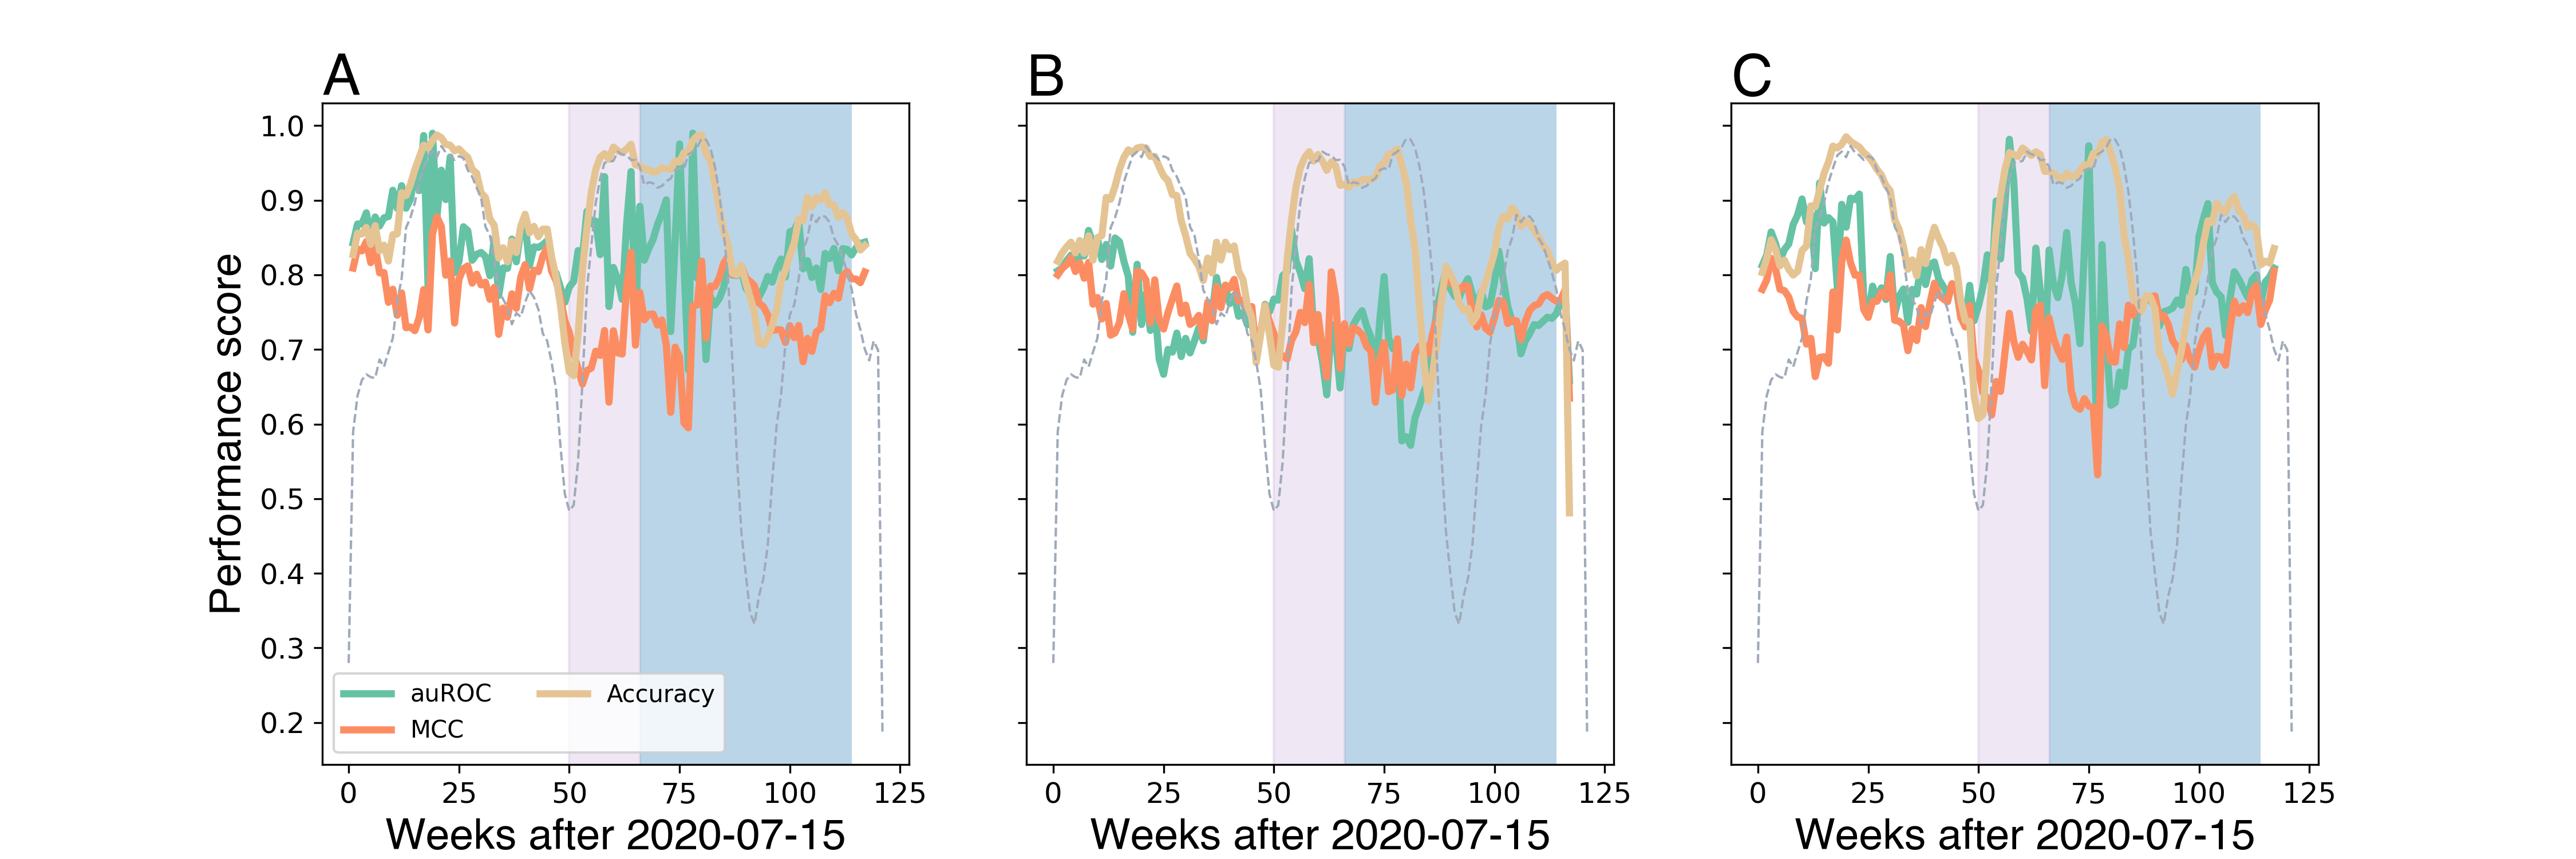 A B C
1.0
0.9
0.8
0.7
0.6
0.5
0.4
0.3
0.2
Performance score
auROC Accuracy
MCC
0 25 50 75 100 125 0 25 50 75 100 125 0 25 50 75 100 125
Weeks after 2020-07-15 Weeks after 2020-07-15 Weeks after 2020-07-15